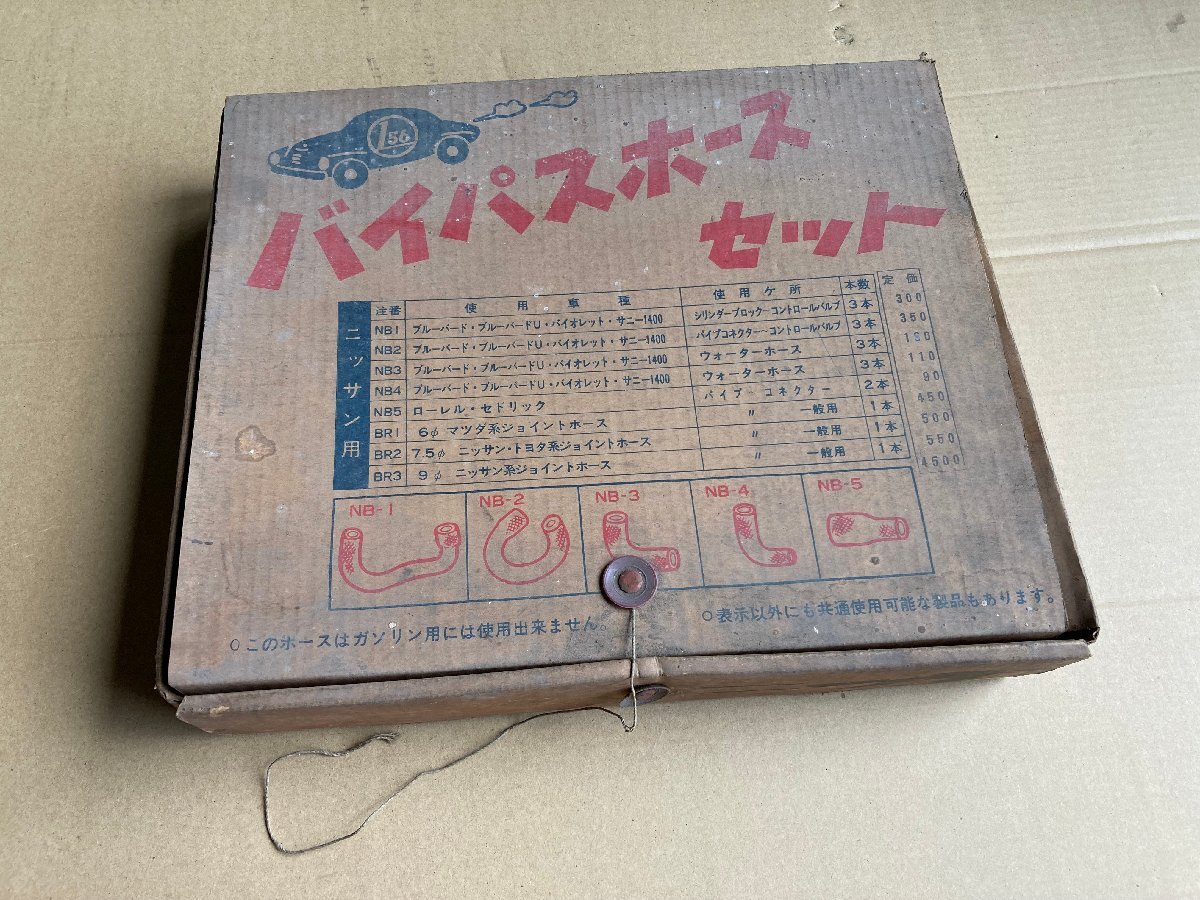 156
バイパスホース
セット
ニッサン用
注番 使用車種 使用ケ所 本数 定価
NB1 ブルーバード・ブルーバードU・バイオレット・サニー1400 シリンダーブロック〜コントロールバルブ 3本 300
NB2 ブルーバード・ブルーバードU・バイオレット・サニー1400 パイプコネクター〜コントロールバルブ 3本 350
NB3 ブルーバード・ブルーバードU・バイオレット・サニー1400 ウォーターホース 3本
NB4 ブルーバード・ブルーバードU・バイオレット・サニー1400 ウォーターホース 3本 110
NB5 ローレル・セドリック パイプ〜コネクター 2本 90
BR1 6φ マツダ系ジョイントホース 〃 一般用 1本 450
BR2 7.5φ ニッサン・トヨタ系ジョイントホース 〃 一般用 1本 500
BR3 9φ ニッサン系ジョイントホース 〃 一般用 1本 550
4500
NB-1 NB-2 NB-3 NB-4 NB-5
○このホースはガソリン用には使用出来ません。 ○表示以外にも共通使用可能な製品もあります。